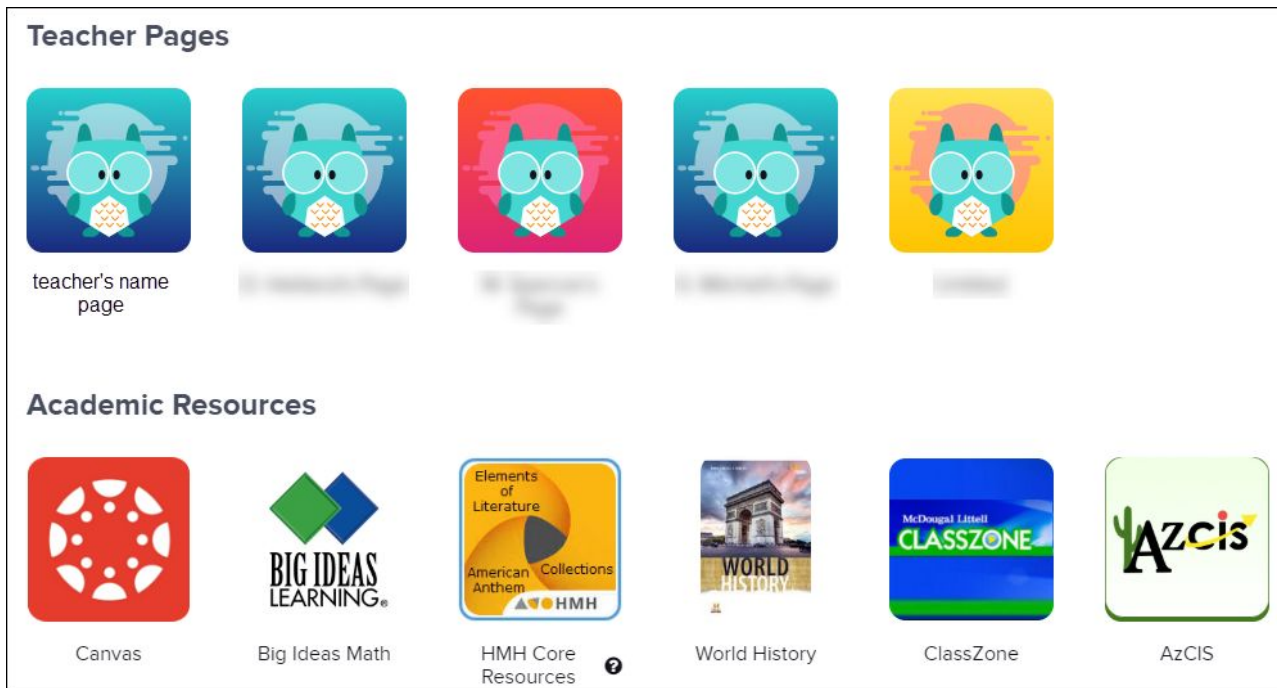 Teacher Pages
teacher's name
page
Academic Resources
Elements
of
Literature
American
Anthem
Collections
HMH
BIG IDEAS
LEARNING®
WORLD
HISTORY
McDougal Littell
CLASSZONE
AzCiS
Canvas
Big Ideas Math
HMH Core
Resources
?
World History
ClassZone
AzCIS